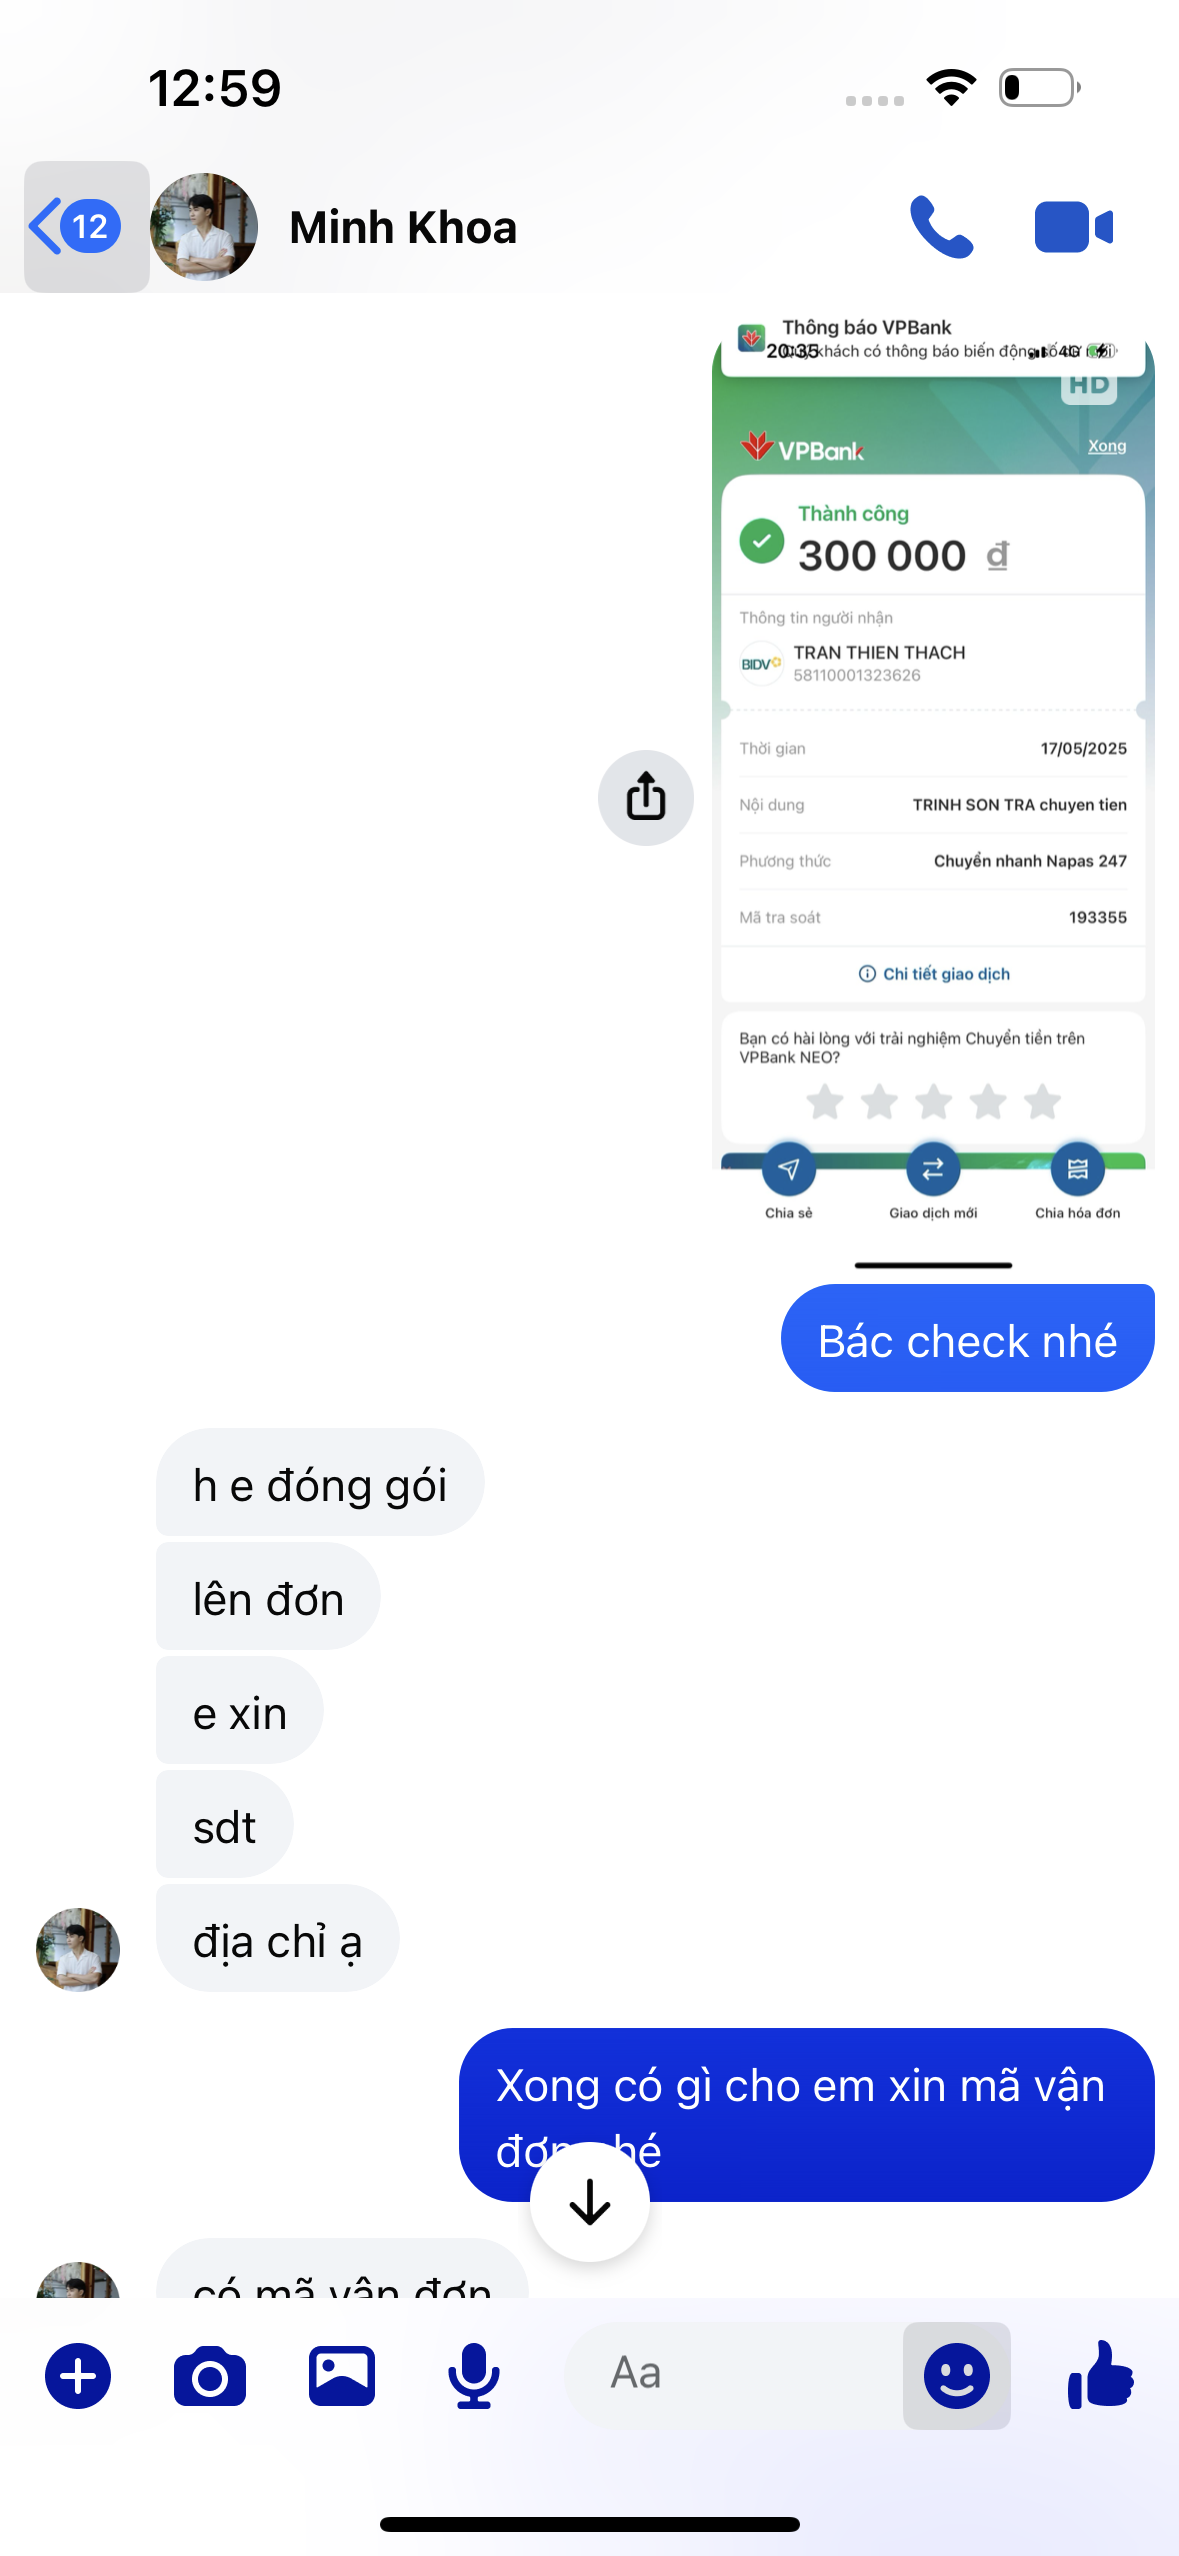 12:59
12
Minh Khoa
Thông báo VPBank
20:35
khách có thông báo biến động số dư
4G
HD
VPBank
Xong
Thành công
300 000 đ
Thông tin người nhận
BIDV
TRAN THIEN THACH
58110001323626
Thời gian 17/05/2025
Nội dung TRINH SON TRA chuyen tien
Phương thức Chuyển nhanh Napas 247
Mã tra soát 193355
Chi tiết giao dịch
Bạn có hài lòng với trải nghiệm Chuyển tiền trên
VPBank NEO?
Chia sẻ Giao dịch mới Chia hóa đơn
Bác check nhé
h e đóng gói
lên đơn
e xin
sdt
địa chỉ ạ
Xong có gì cho em xin mã vận
đơn nhé
có mã vận đơn
Aa